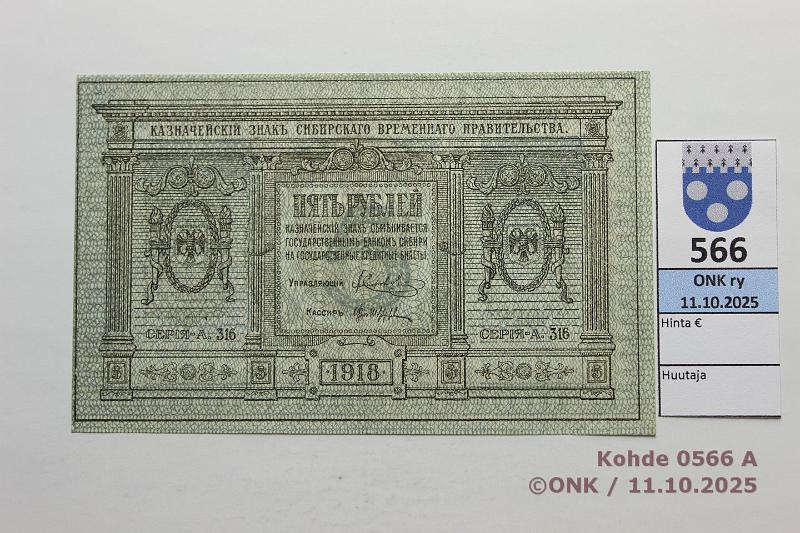 КАЗНАЧЕЙСКІЙ ЗНАКЪ СИБИРСКАГО ВРЕМЕННАГО ПРАВИТЕЛЬСТВА.
ПЯТЬ РУБЛЕЙ
КАЗНАЧЕЙСКІЙ ЗНАКЪ ОБМѢНИВАЕТСЯ
ГОСУДАРСТВЕННЫМЪ БАНКОМЪ СИБИРИ
НА ГОСУДАРСТВЕННЫЕ КРЕДИТНЫЕ БИЛЕТЫ.
УПРАВЛЯЮЩІЙ
КАССИРЪ
СЕРІЯ-А. 316
СЕРІЯ-А. 316
5 5 5 5
·1918·
566
ONK ry
11.10.2025
Hinta €
Huutaja
Kohde 0566 A
©ONK / 11.10.2025